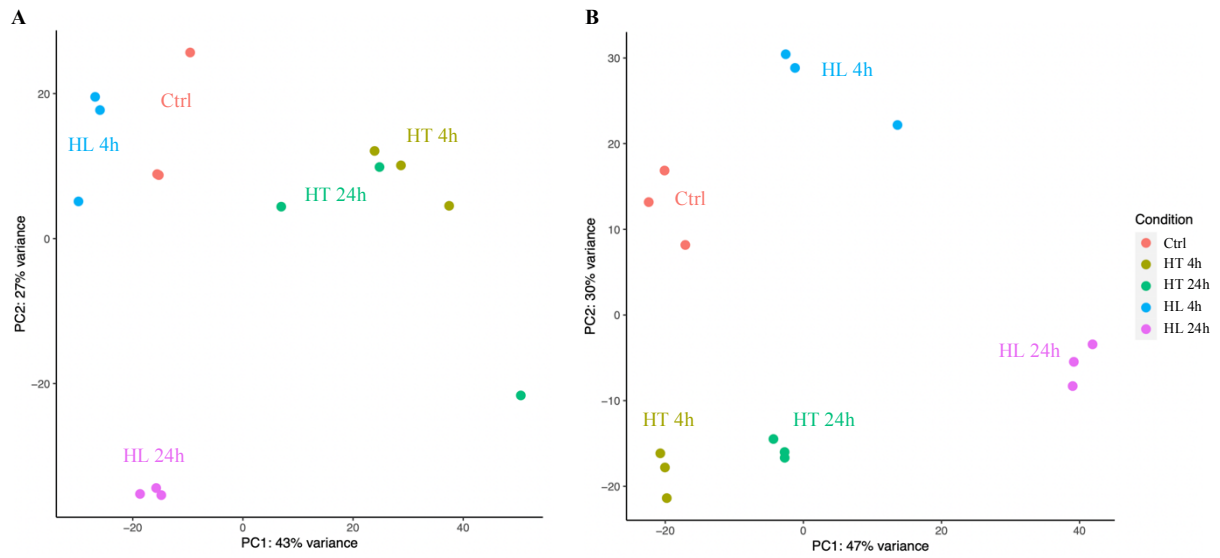 A
20
0
−20
−20
0
20
40
PC2: 27% variance
PC1: 43% variance
Ctrl
HL 4h
HT 4h
HT 24h
HL 24h
B
30
20
10
0
−10
−20
−20
0
20
40
PC2: 30% variance
PC1: 47% variance
HL 4h
Ctrl
HL 24h
HT 4h
HT 24h
Condition
Ctrl
HT 4h
HT 24h
HL 4h
HL 24h